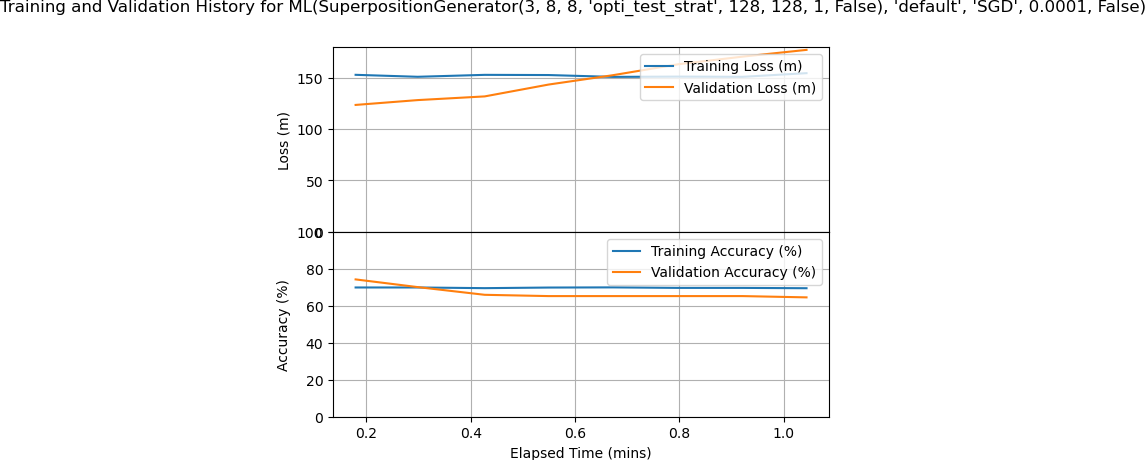 Training and Validation History for ML(SuperpositionGenerator(3, 8, 8, 'opti_test_strat', 128, 128, 1, False), 'default', 'SGD', 0.0001, False)
Training Loss (m)
Validation Loss (m)
Loss (m)
150
100
50
0
Training Accuracy (%)
Validation Accuracy (%)
Accuracy (%)
100
80
60
40
20
0
0.2 0.4 0.6 0.8 1.0
Elapsed Time (mins)